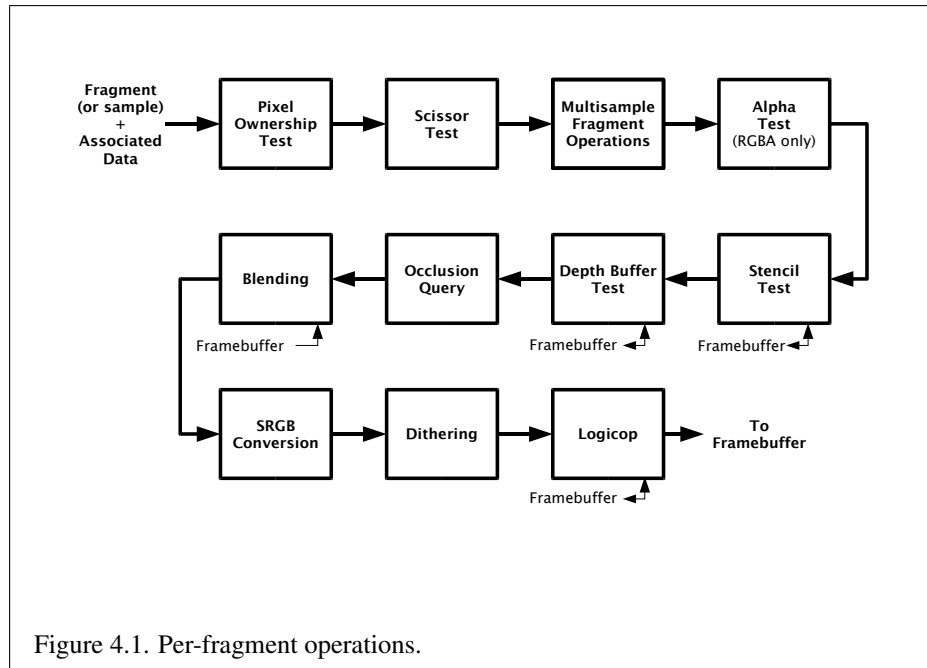 Fragment
(or sample)
+
Associated
Data
Pixel
Ownership
Test
Scissor
Test
Multisample
Fragment
Operations
Alpha
Test
(RGBA only)
Blending
Occlusion
Query
Depth Buffer
Test
Stencil
Test
Framebuffer
Framebuffer
Framebuffer
SRGB
Conversion
Dithering
Logicop
To
Framebuffer
Framebuffer
Figure 4.1. Per-fragment operations.